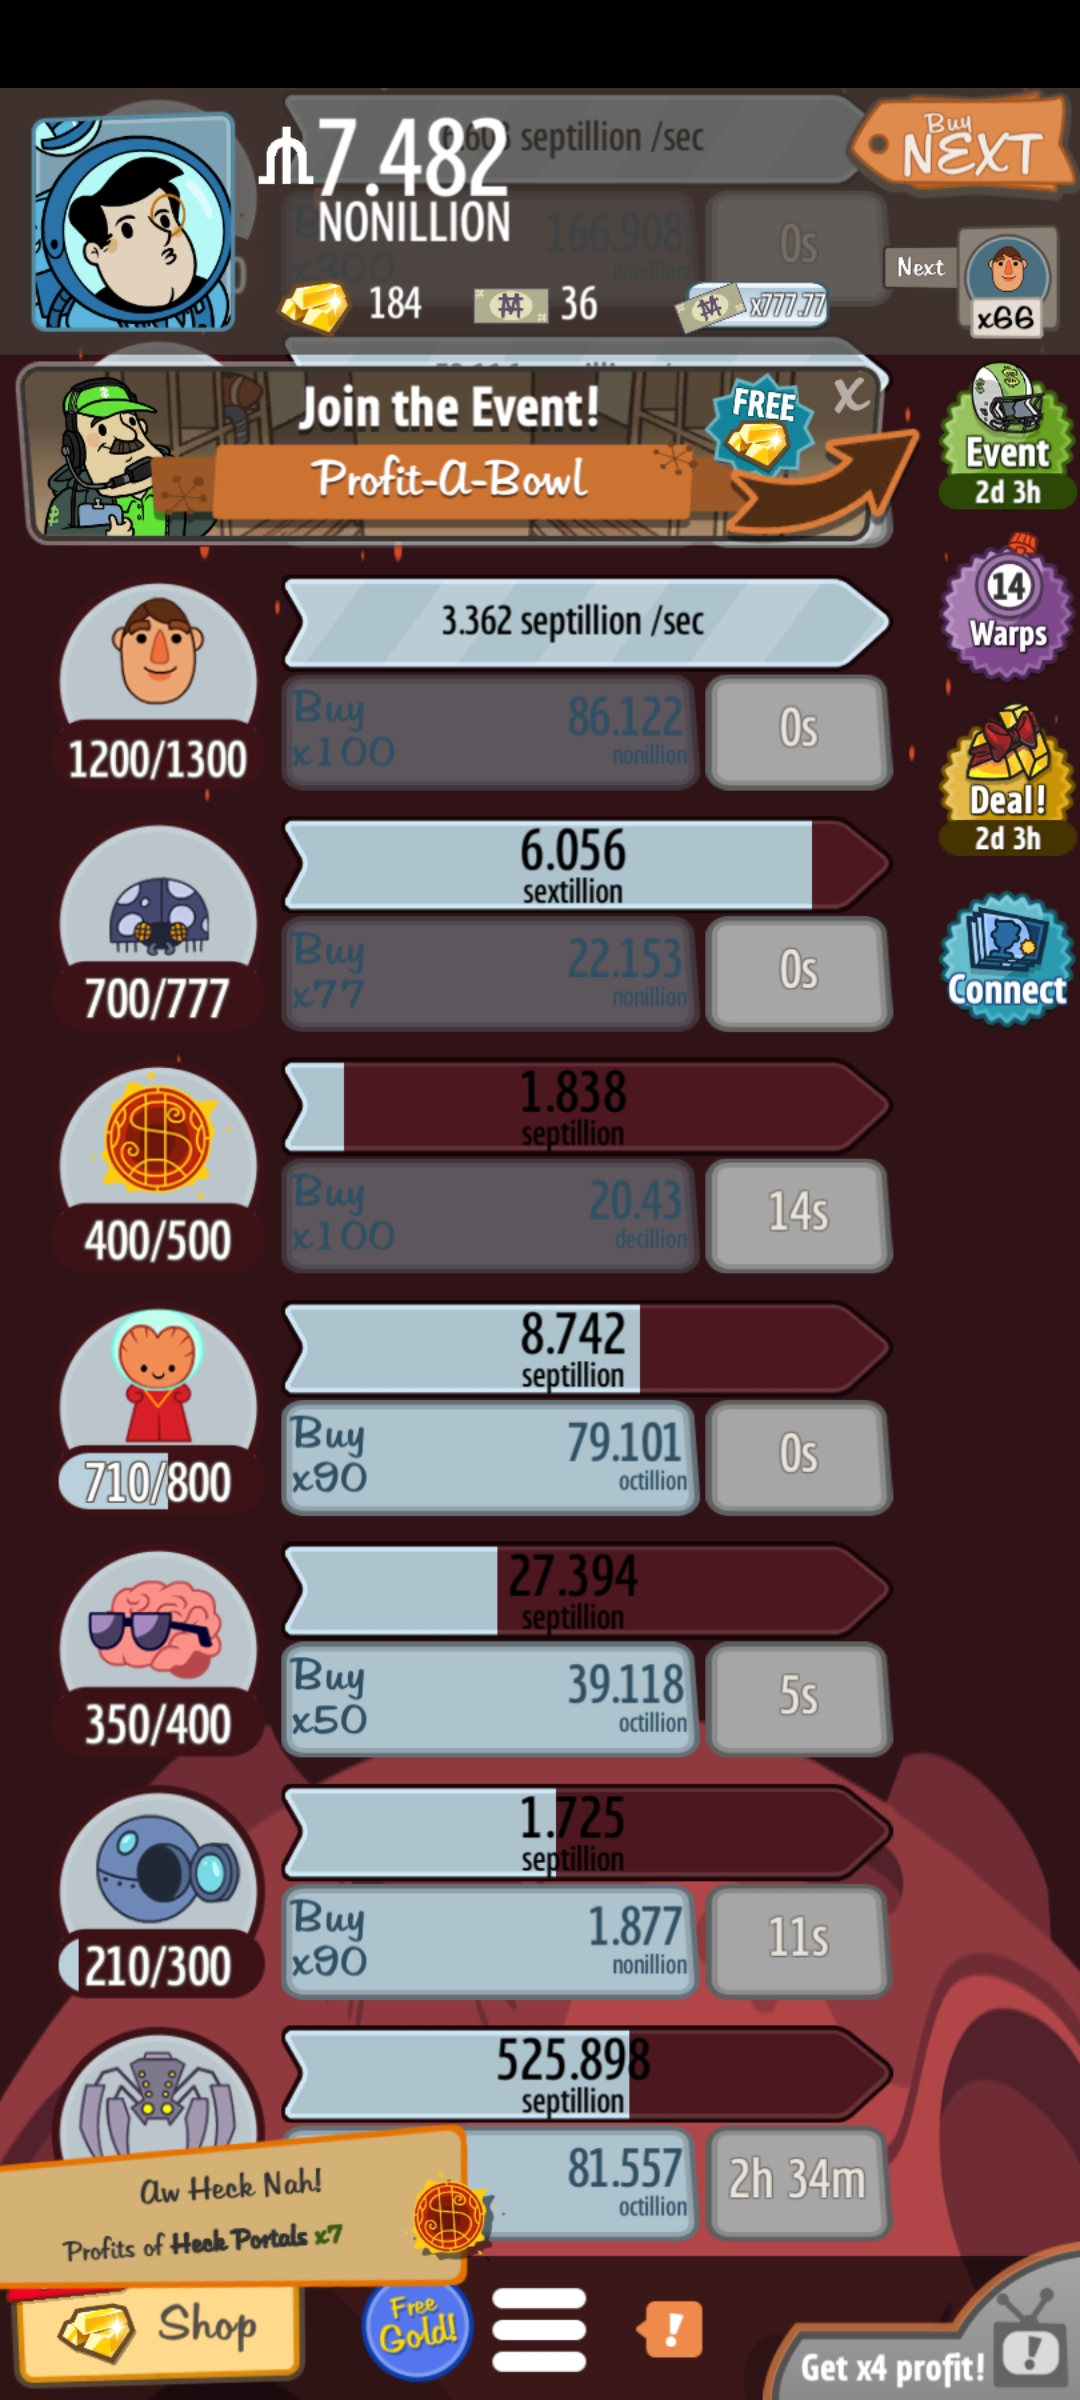 7.482
NONILLION
septillion /sec
Buy
NEXT
166.908
nonillion
x300
0s
184
36
x777.77
Next
x66
Join the Event!
FREE
X
Profit-A-Bowl
Event
2d 3h
3.362 septillion /sec
14
Warps
Buy
x100
86.122
nonillion
0s
1200/1300
Deal!
2d 3h
6.056
sextillion
Buy
x77
22.153
nonillion
0s
700/777
Connect
1.838
septillion
Buy
x100
20.43
decillion
14s
400/500
8.742
septillion
Buy
x90
79.101
octillion
0s
710/800
27.394
septillion
Buy
x50
39.118
octillion
5s
350/400
1.725
septillion
Buy
x90
1.877
nonillion
11s
210/300
525.898
septillion
81.557
octillion
2h 34m
Aw Heck Nah!
Profits of Heck Portals x7
Shop
Free
Gold!
!
Get x4 profit!
!